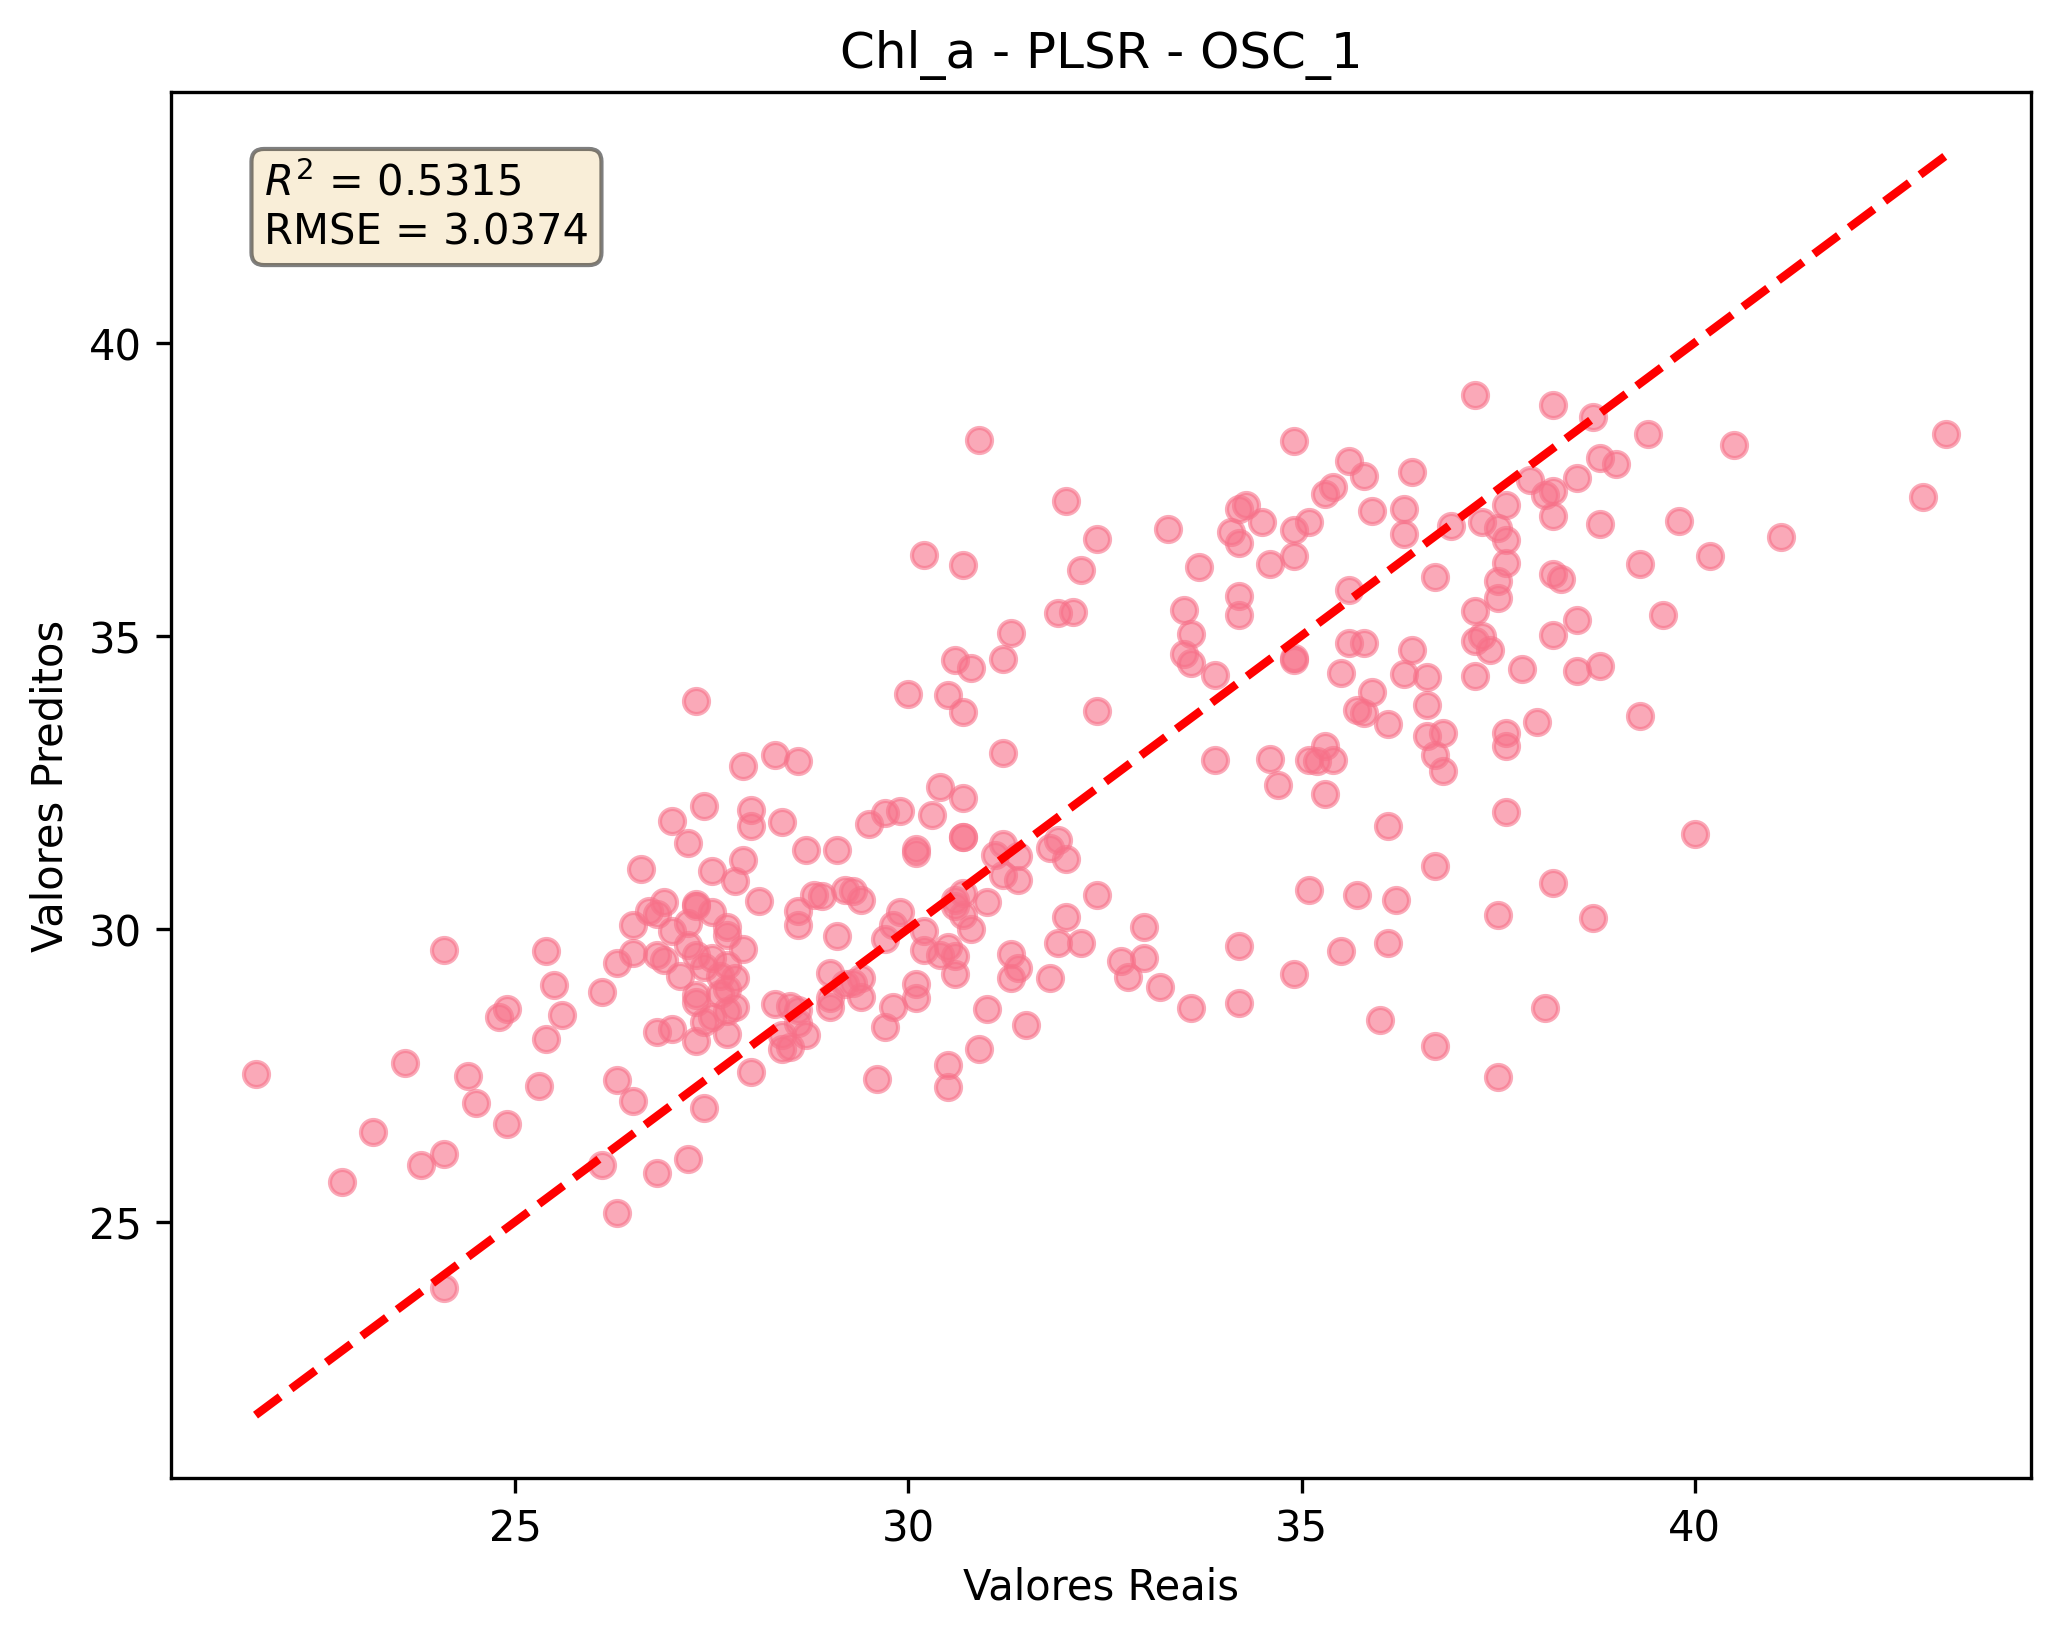 Chl_a - PLSR - OSC_1
R² = 0.5315
RMSE = 3.0374
Valores Preditos
40
35
30
25
25 30 35 40
Valores Reais